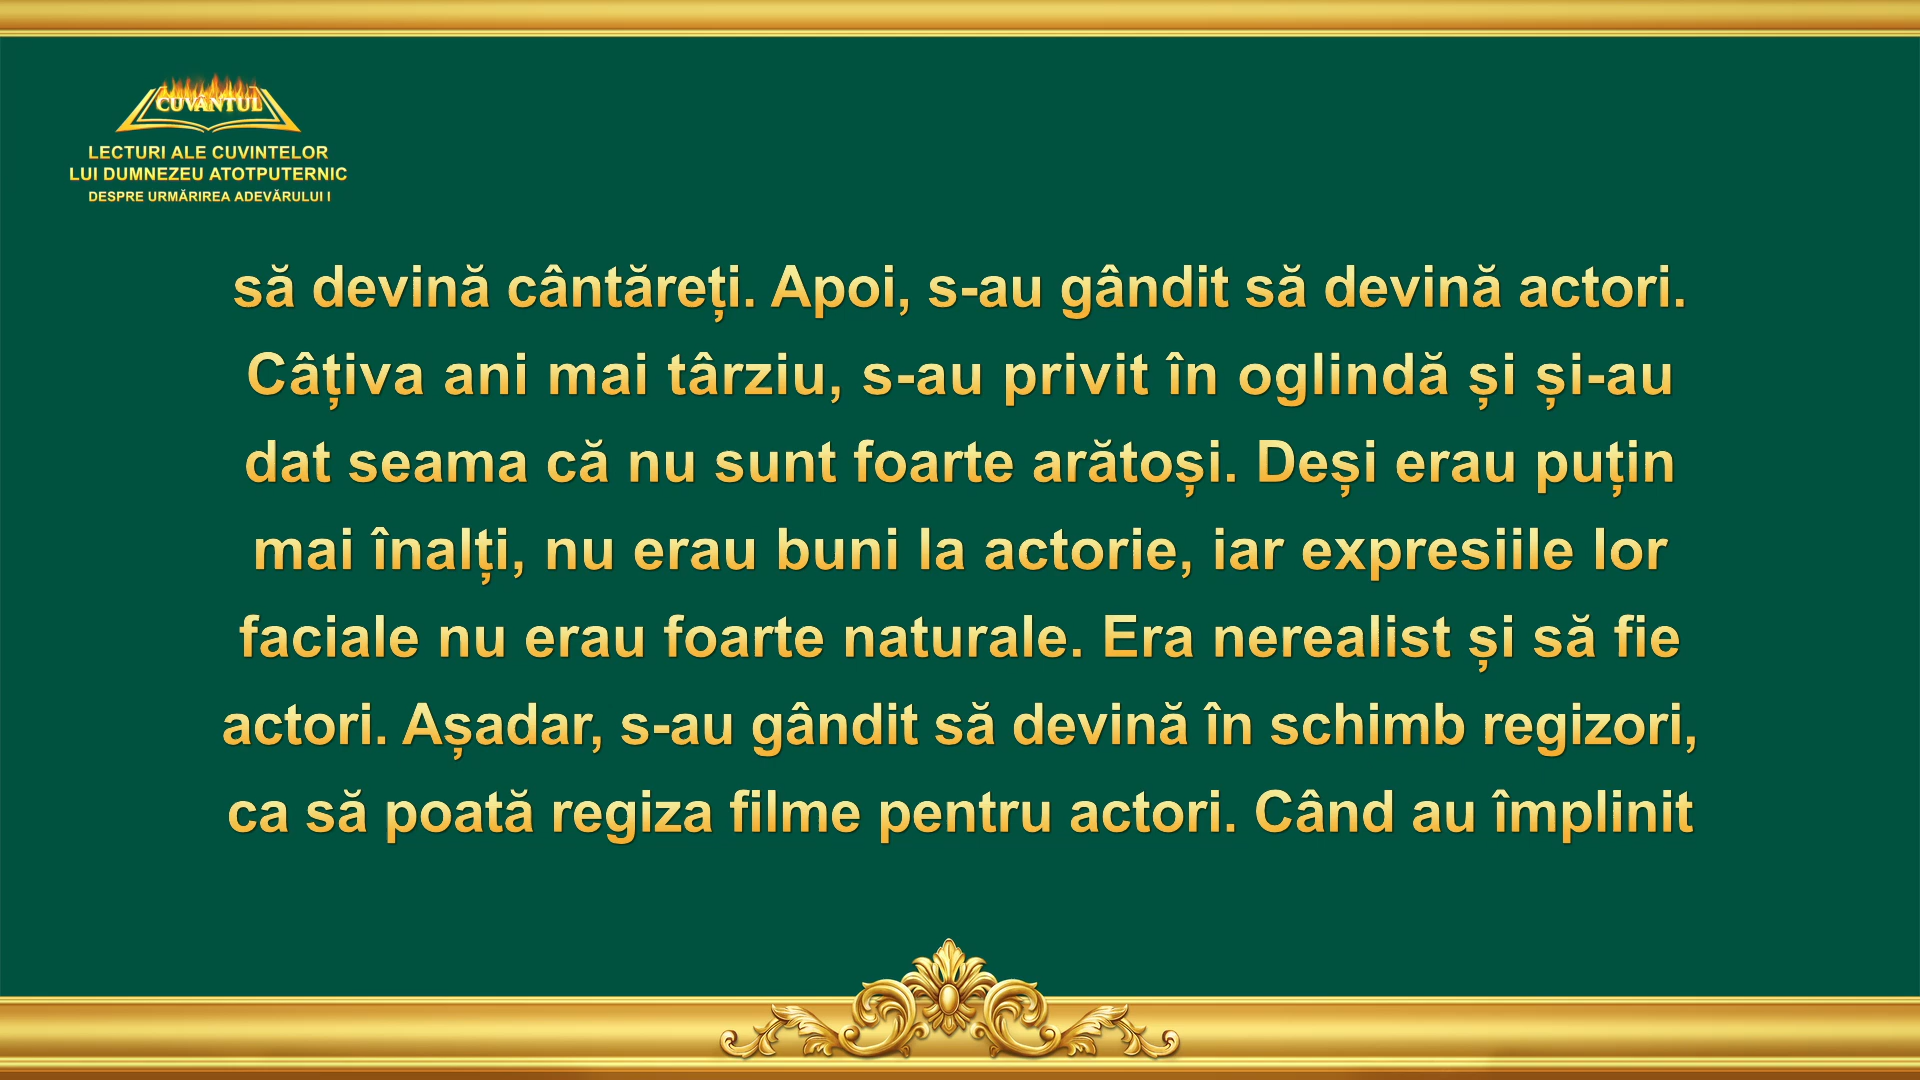 CUVÂNTUL
LECTURI ALE CUVINTELOR
LUI DUMNEZEU ATOTPUTERNIC
DESPRE URMĂRIREA ADEVĂRULUI I
să devină cântăreți. Apoi, s-au gândit să devină actori.
Câțiva ani mai târziu, s-au privit în oglindă și și-au
dat seama că nu sunt foarte arătoși. Deși erau puțin
mai înalți, nu erau buni la actorie, iar expresiile lor
faciale nu erau foarte naturale. Era nerealist și să fie
actori. Așadar, s-au gândit să devină în schimb regizori,
ca să poată regiza filme pentru actori. Când au împlinit